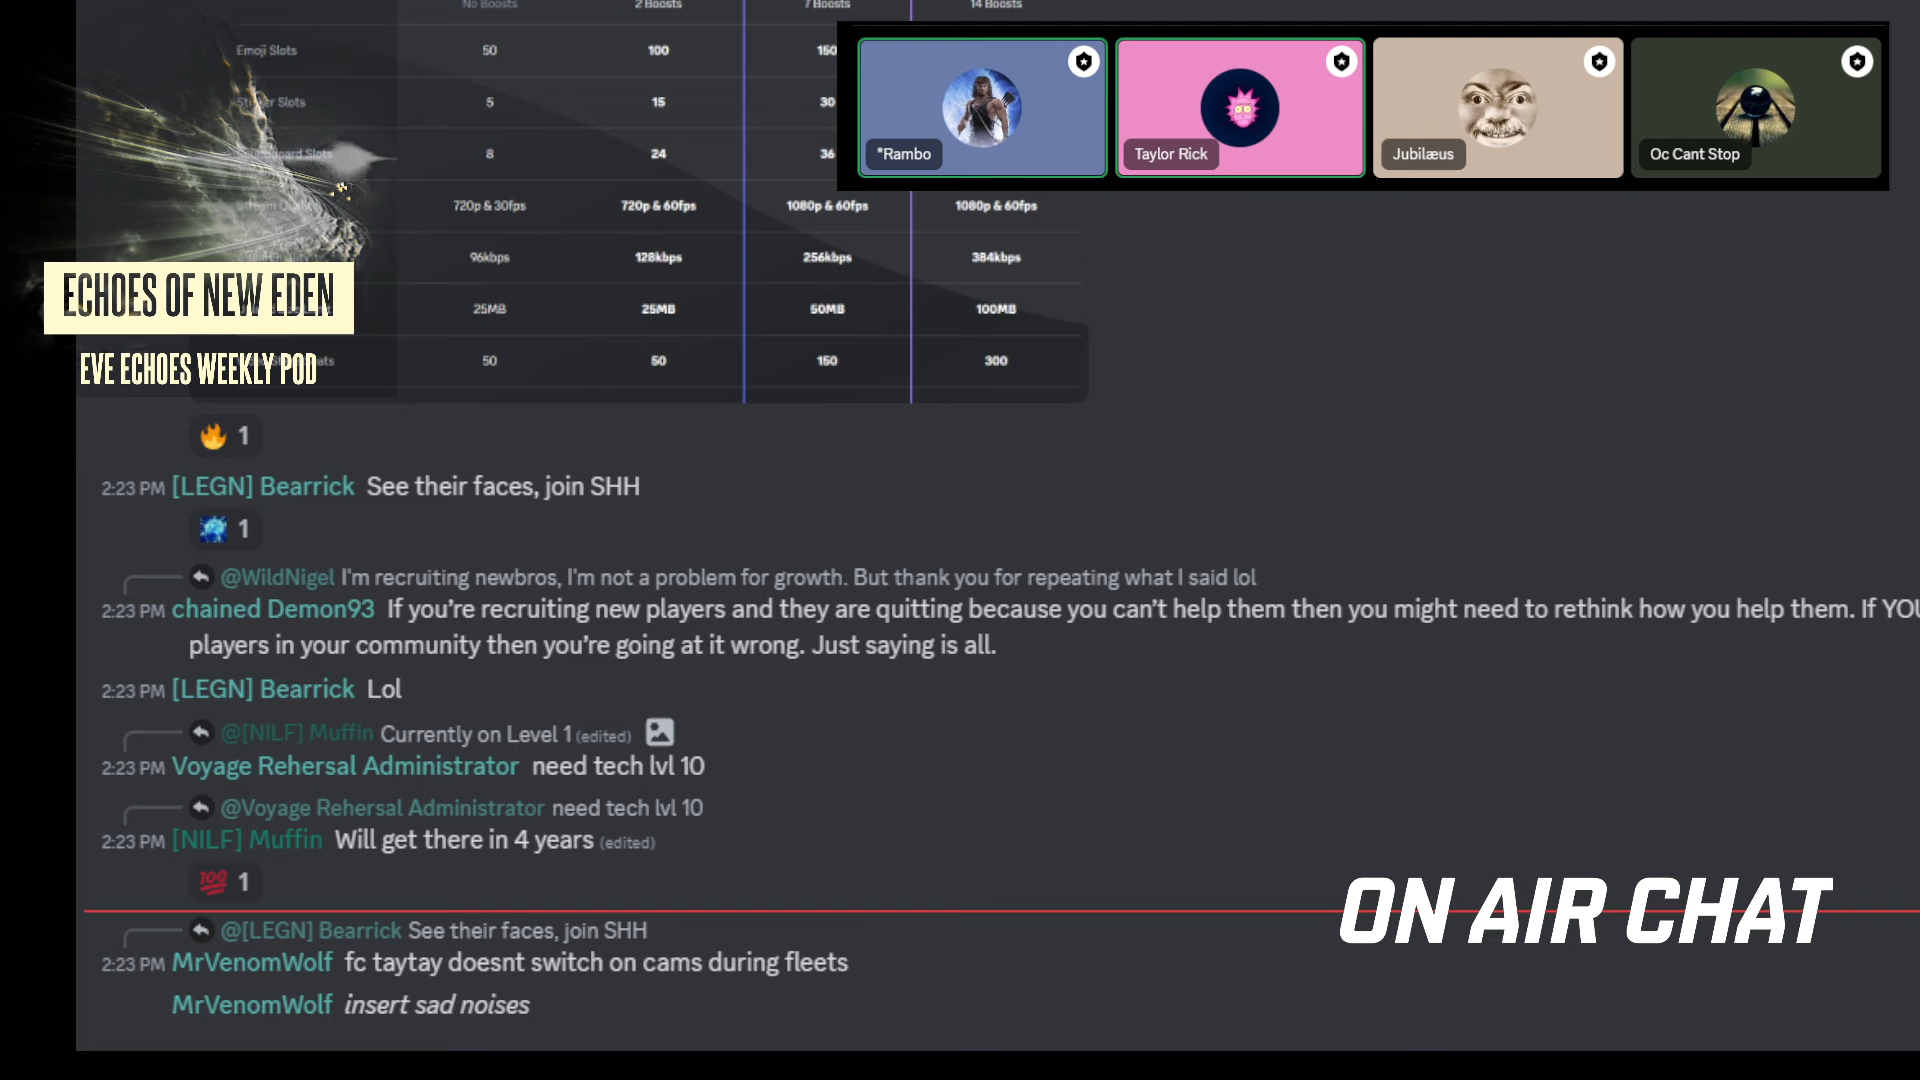 No Boosts 2 Boosts 7 Boosts 14 Boosts
Emoji Slots 50 100 150
Sticker Slots 5 15 30
8 24 36
720p & 30fps 720p & 60fps 1080p & 60fps 1080p & 60fps
96kbps 128kbps 256kbps 384kbps
25MB 25MB 50MB 100MB
50 50 150 300
*Rambo
Taylor Rick
Jubilæus
Oc Cant Stop
ECHOES OF NEW EDEN
EVE ECHOES WEEKLY POD
🔥 1
2:23 PM [LEGN] Bearrick See their faces, join SHH
1
@WildNigel I'm recruiting newbros, I'm not a problem for growth. But thank you for repeating what I said lol
2:23 PM chained Demon93 If you're recruiting new players and they are quitting because you can't help them then you might need to rethink how you help them. If YOU
players in your community then you're going at it wrong. Just saying is all.
2:23 PM [LEGN] Bearrick Lol
@[NILF] Muffin Currently on Level 1 (edited)
2:23 PM Voyage Rehersal Administrator need tech lvl 10
@Voyage Rehersal Administrator need tech lvl 10
2:23 PM [NILF] Muffin Will get there in 4 years (edited)
💯 1
ON AIR CHAT
@[LEGN] Bearrick See their faces, join SHH
2:23 PM MrVenomWolf fc taytay doesnt switch on cams during fleets
MrVenomWolf insert sad noises